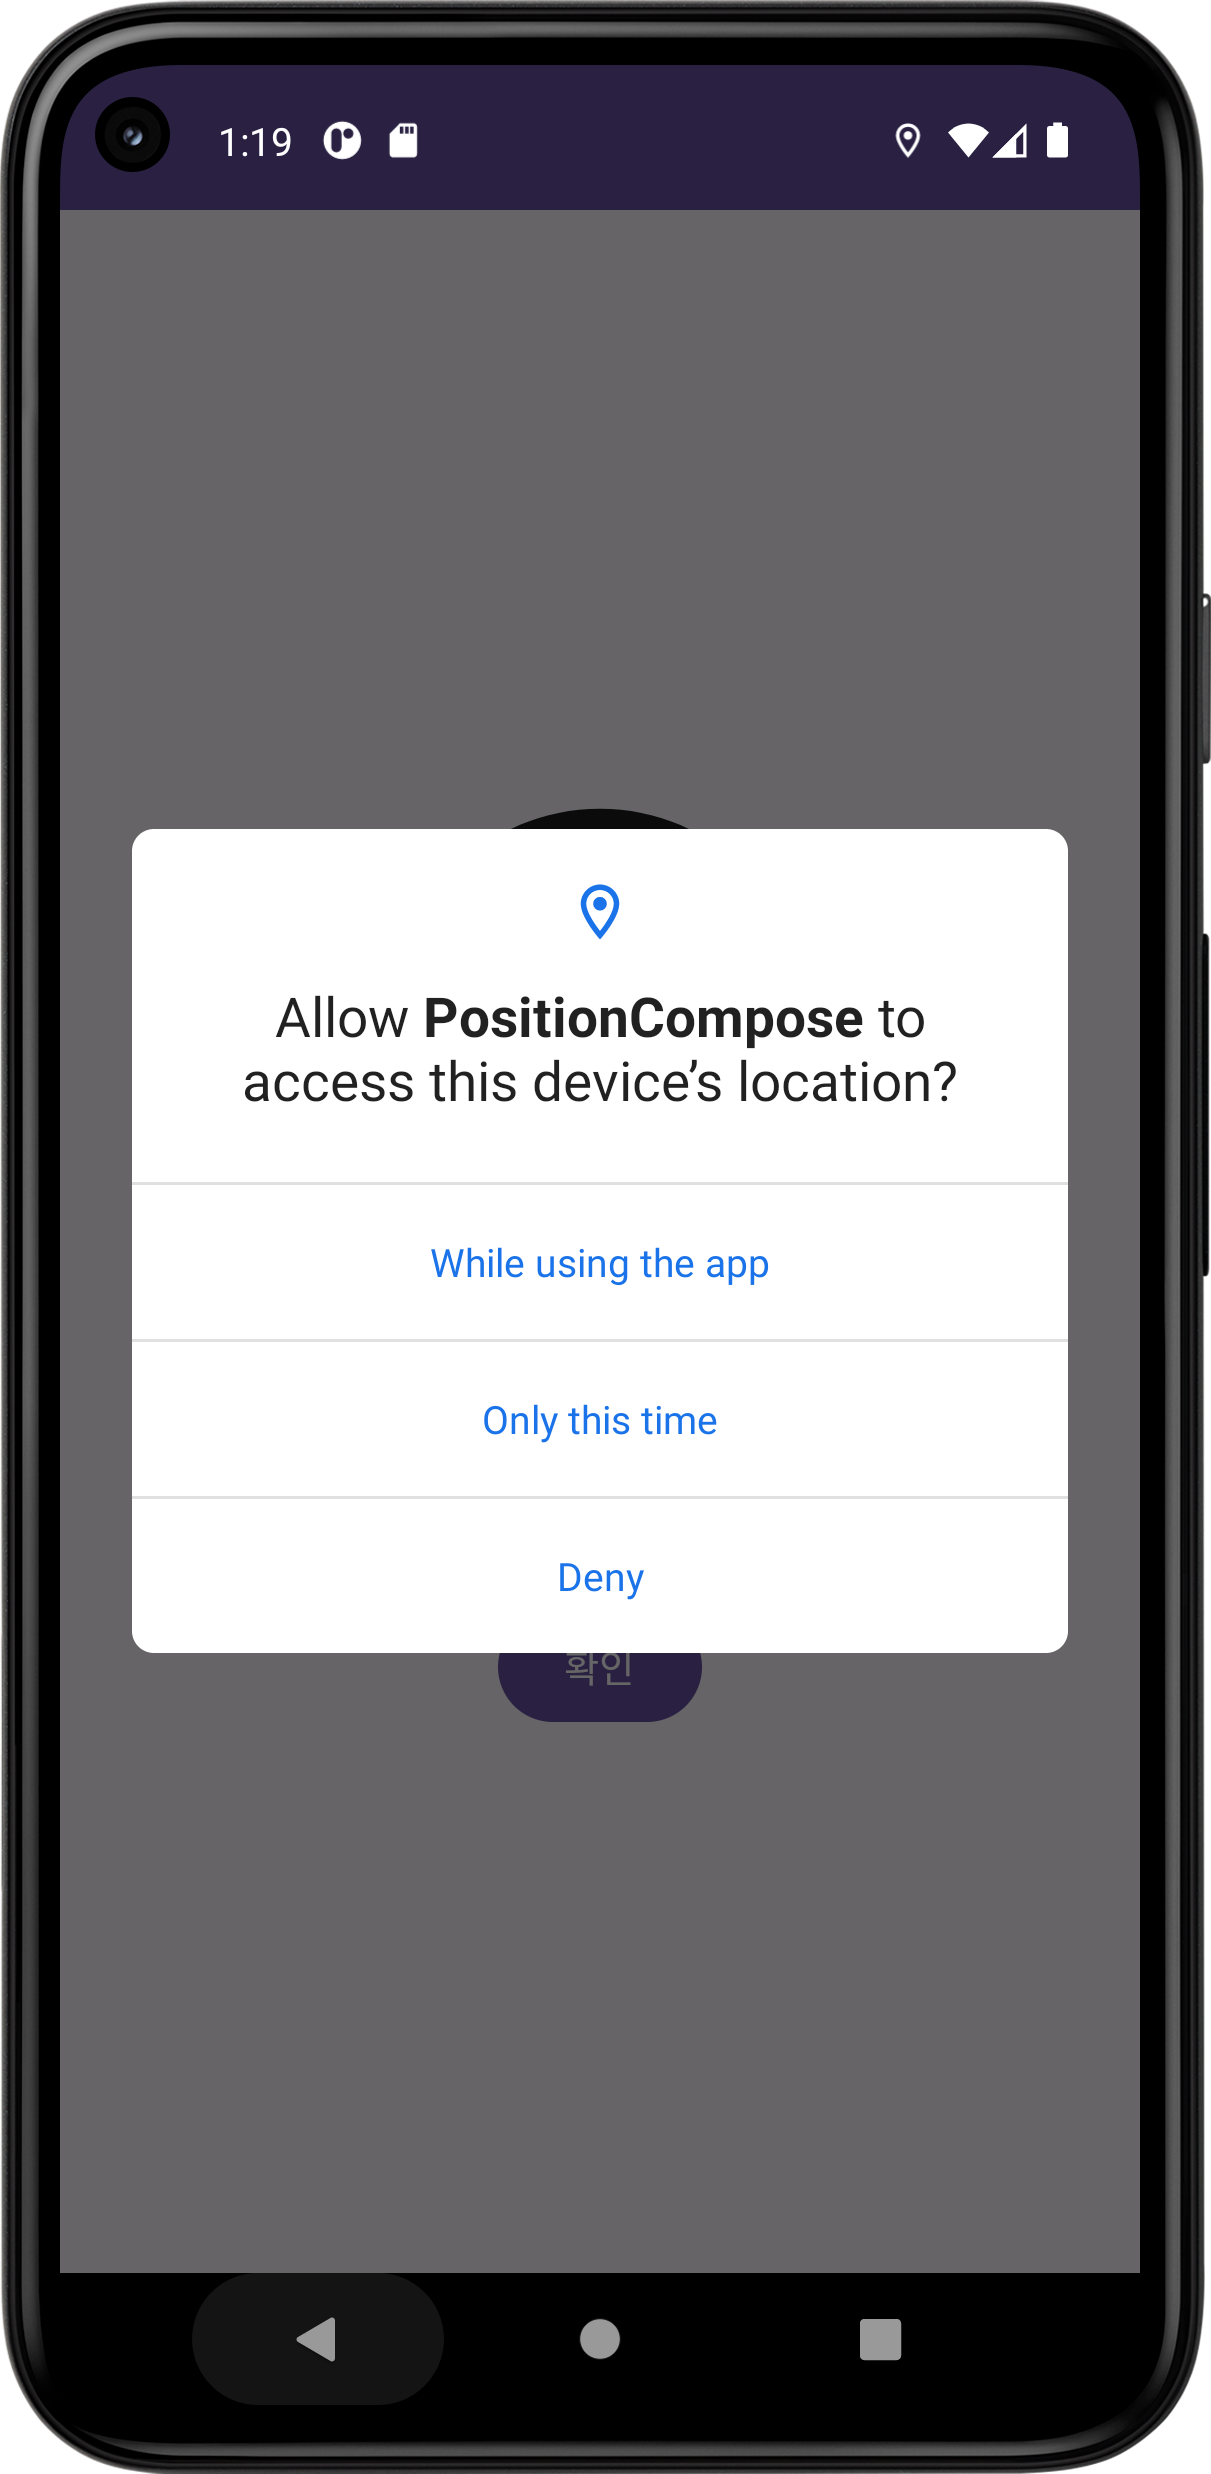 1:19
Allow PositionCompose to
access this device’s location?
While using the app
Only this time
Deny
확인